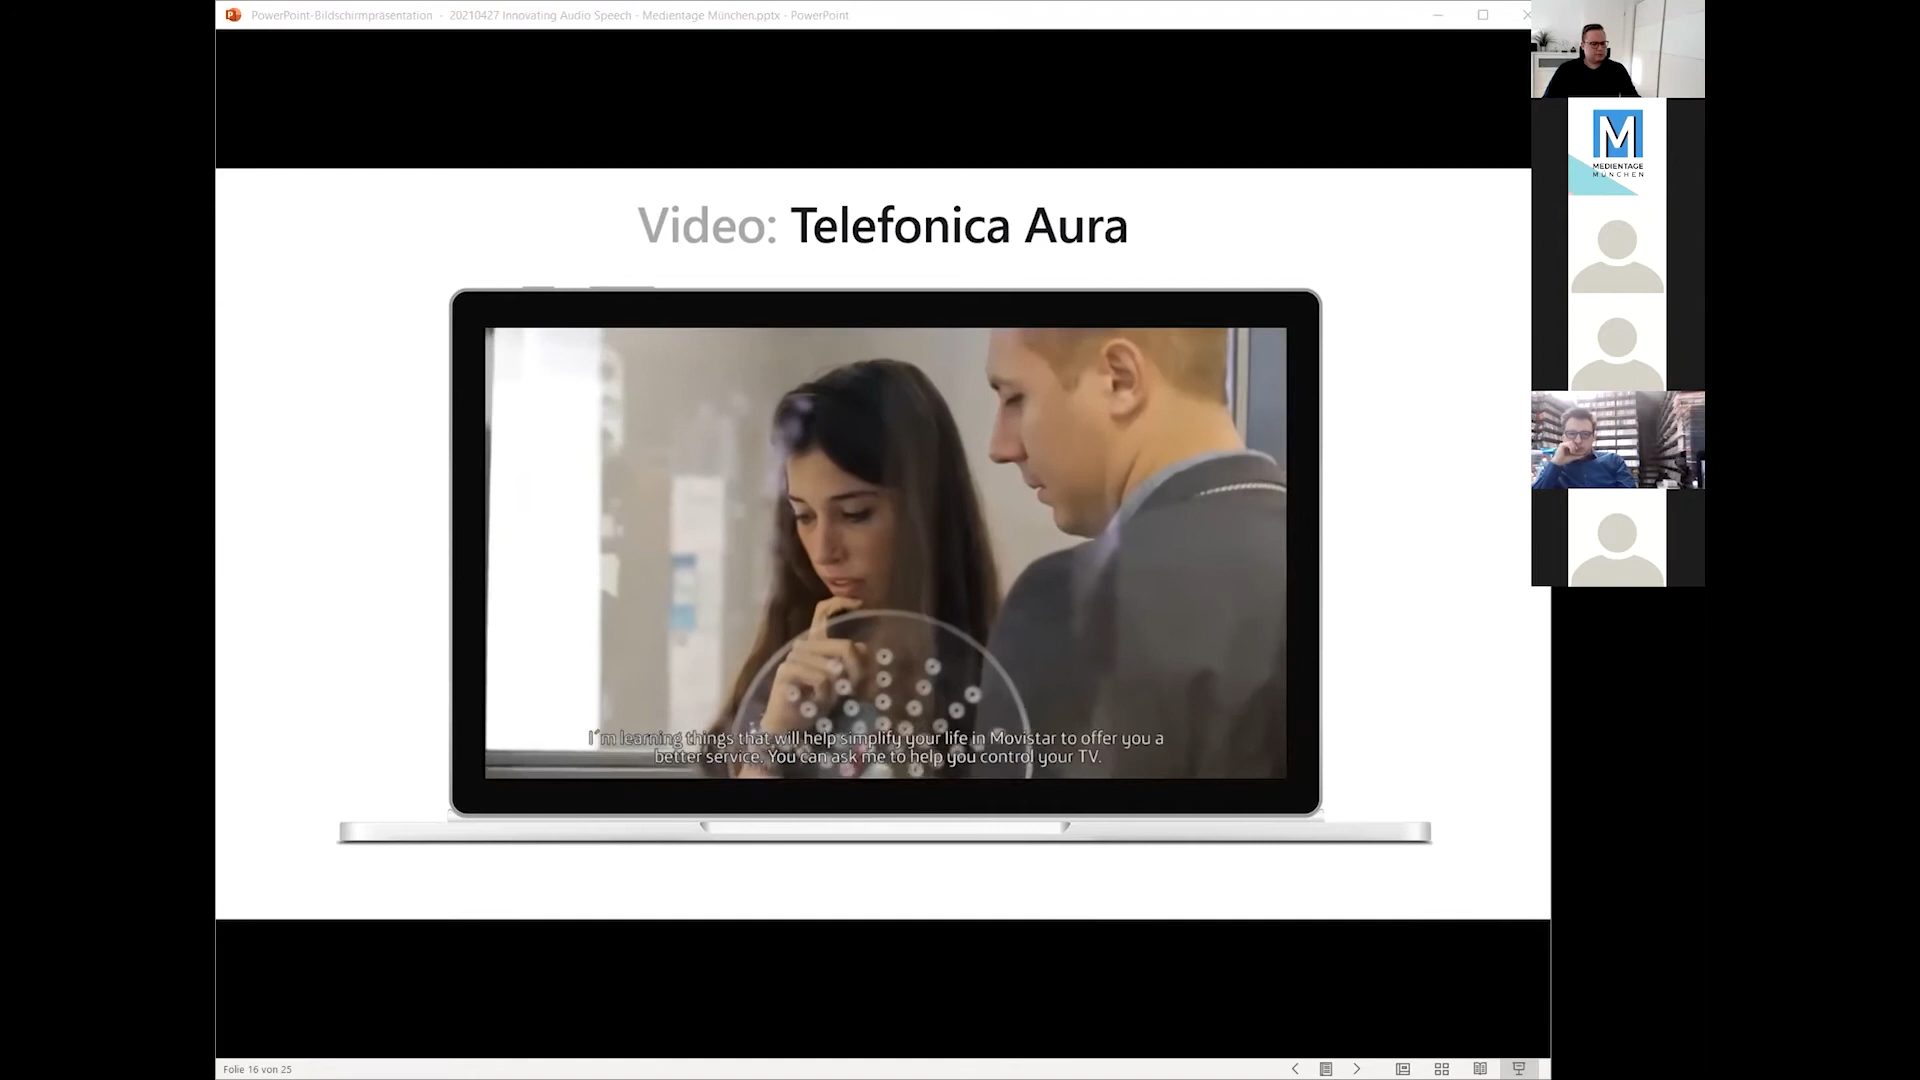 PowerPoint-Bildschirmpräsentation - 20210427 Innovating Audio Speech - Medientage München.pptx - PowerPoint
M
MEDIENTAGE
MÜNCHEN
Video: Telefonica Aura
I´m learning things that will help simplify your life in Movistar to offer you a
better service. You can ask me to help you control your TV.
Folie 16 von 25